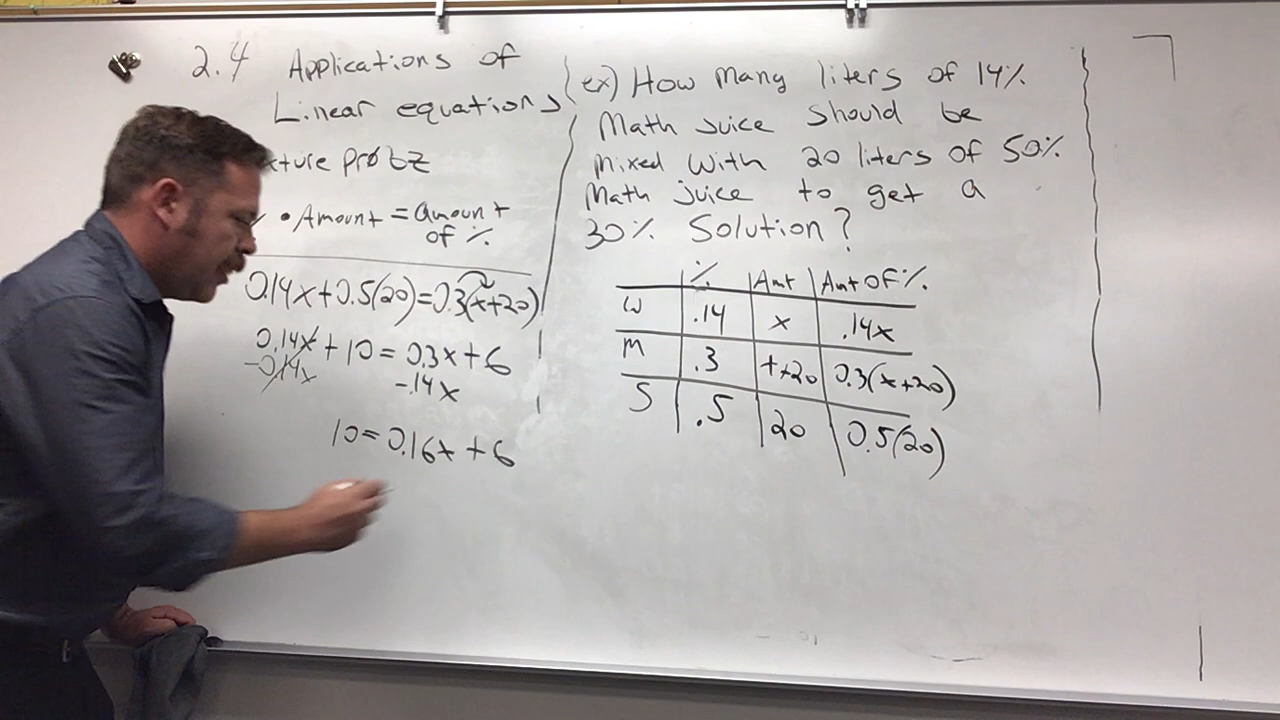 2.4 Applications of
Linear equations
xture probz
• Amount = amount
of %
0.14x+0.5(20)=0.3(x+20)
0.14x + 10 = 0.3x + 6
-0.14x -.14x
10 = 0.16x + 6
ex) How many liters of 14%
Math juice should be
mixed with 20 liters of 50%
Math juice to get a
30% Solution?
% Amt Amt OF %.
W .14 x .14x
M .3 x+20 0.3(x+20)
S .5 20 0.5(20)